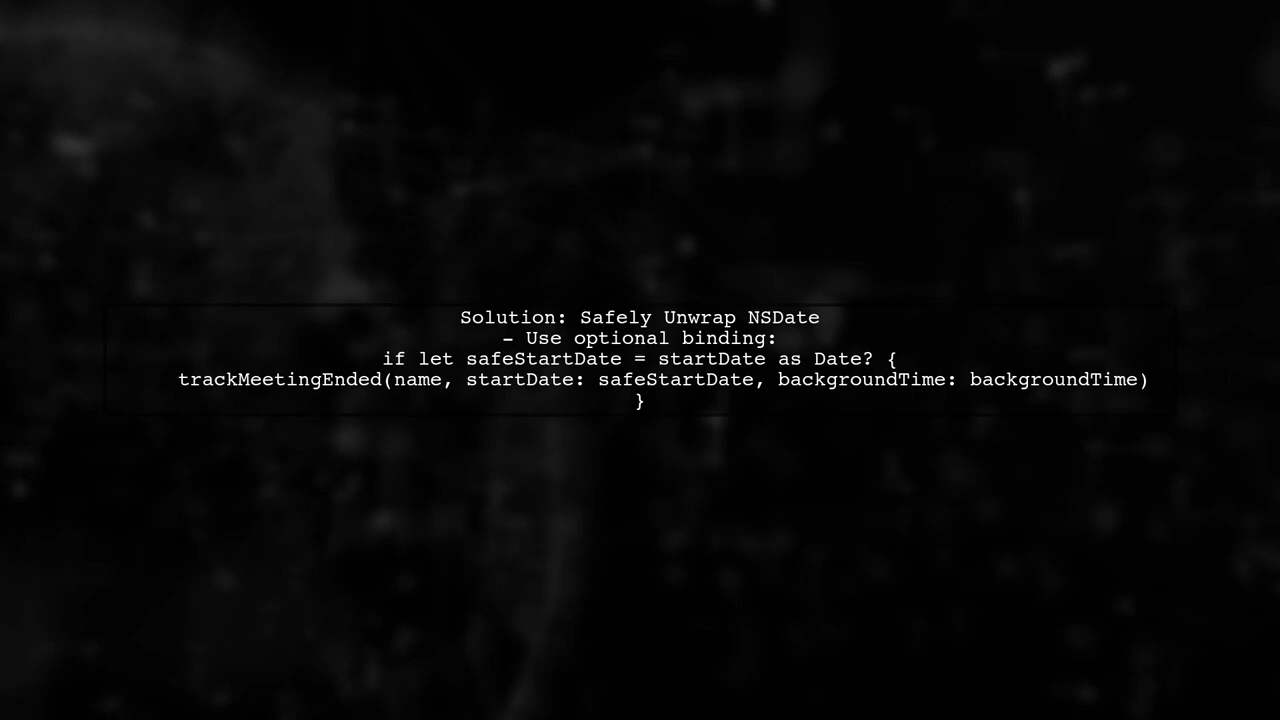 Solution: Safely Unwrap NSDate
– Use optional binding:
if let safeStartDate = startDate as Date? {
trackMeetingEnded(name, startDate: safeStartDate, backgroundTime: backgroundTime)
}